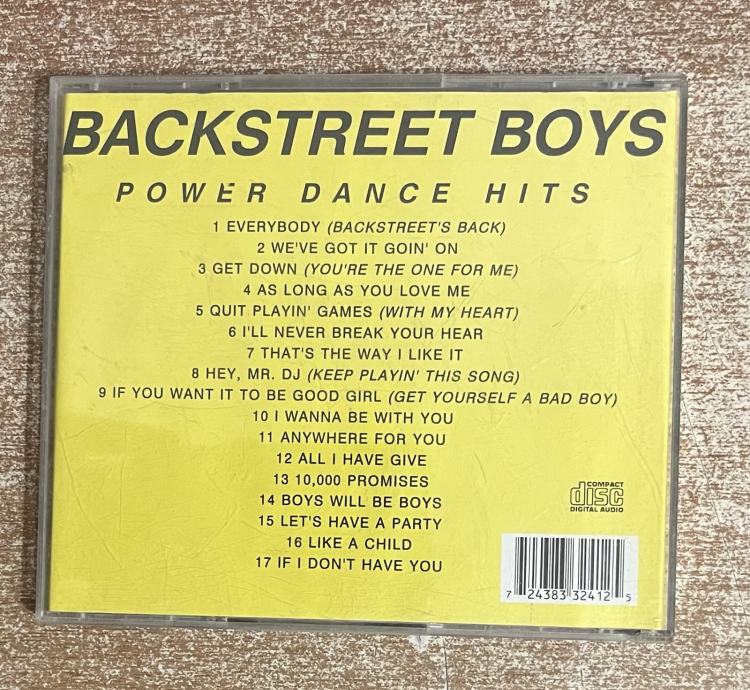 BACKSTREET BOYS
POWER DANCE HITS
1 EVERYBODY (BACKSTREET'S BACK)
2 WE'VE GOT IT GOIN' ON
3 GET DOWN (YOU'RE THE ONE FOR ME)
4 AS LONG AS YOU LOVE ME
5 QUIT PLAYIN' GAMES (WITH MY HEART)
6 I'LL NEVER BREAK YOUR HEAR
7 THAT'S THE WAY I LIKE IT
8 HEY, MR. DJ (KEEP PLAYIN' THIS SONG)
9 IF YOU WANT IT TO BE GOOD GIRL (GET YOURSELF A BAD BOY)
10 I WANNA BE WITH YOU
11 ANYWHERE FOR YOU
12 ALL I HAVE GIVE
13 10,000 PROMISES
14 BOYS WILL BE BOYS
15 LET'S HAVE A PARTY
16 LIKE A CHILD
17 IF I DON'T HAVE YOU
COMPACT
disc
DIGITAL AUDIO
7 24383 32412 5